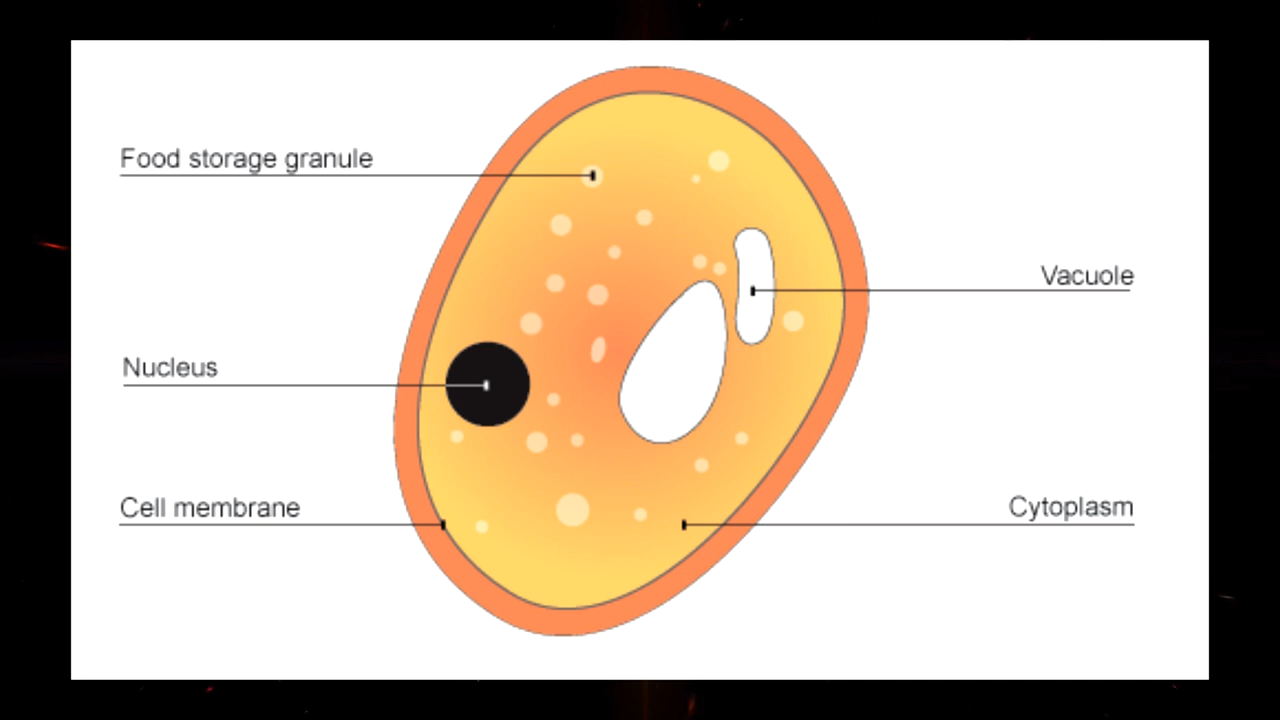 Food storage granule
Vacuole
Nucleus
Cell membrane
Cytoplasm